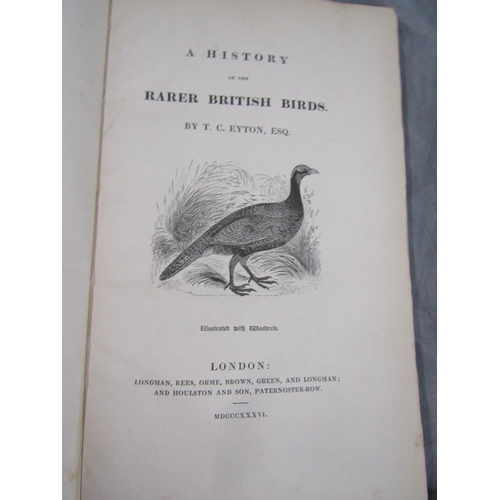 A HISTORY
OF THE
RARER BRITISH BIRDS.
BY T. C. EYTON, ESQ.
Illustrated with Woodcuts.
LONDON:
LONGMAN, REES, ORME, BROWN, GREEN, AND LONGMAN;
AND HOULSTON AND SON, PATERNOSTER-ROW.
MDCCCXXXVI.